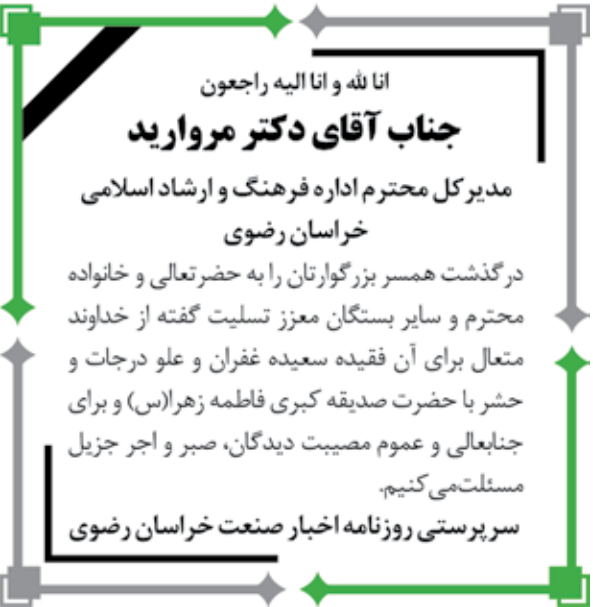 انا لله و انا الیه راجعون
جناب آقای دکتر مروارید
مدیر کل محترم اداره فرهنگ و ارشاد اسلامی
خراسان رضوی
درگذشت همسر بزرگوارتان را به حضرتعالی و خانواده
محترم و سایر بستگان معزز تسلیت گفته از خداوند
متعال برای آن فقیده سعیده غفران و علو درجات و
حشر با حضرت صدیقه کبری فاطمه زهرا(س) و برای
جنابعالی و عموم مصیبت دیدگان، صبر و اجر جزیل
مسئلت‌می‌کنیم.
سرپرستی روزنامه اخبار صنعت خراسان رضوی